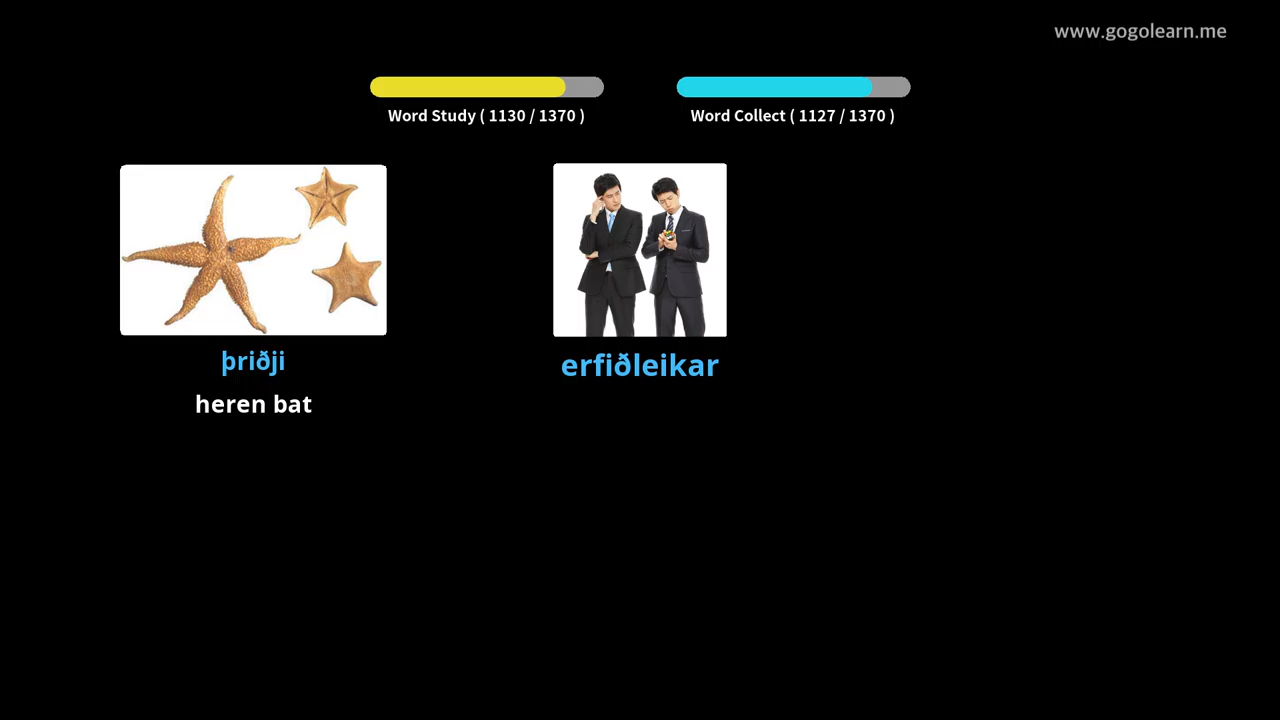 www.gogolearn.me
Word Study ( 1130 / 1370 )
Word Collect ( 1127 / 1370 )
þriðji
heren bat
erfiðleikar